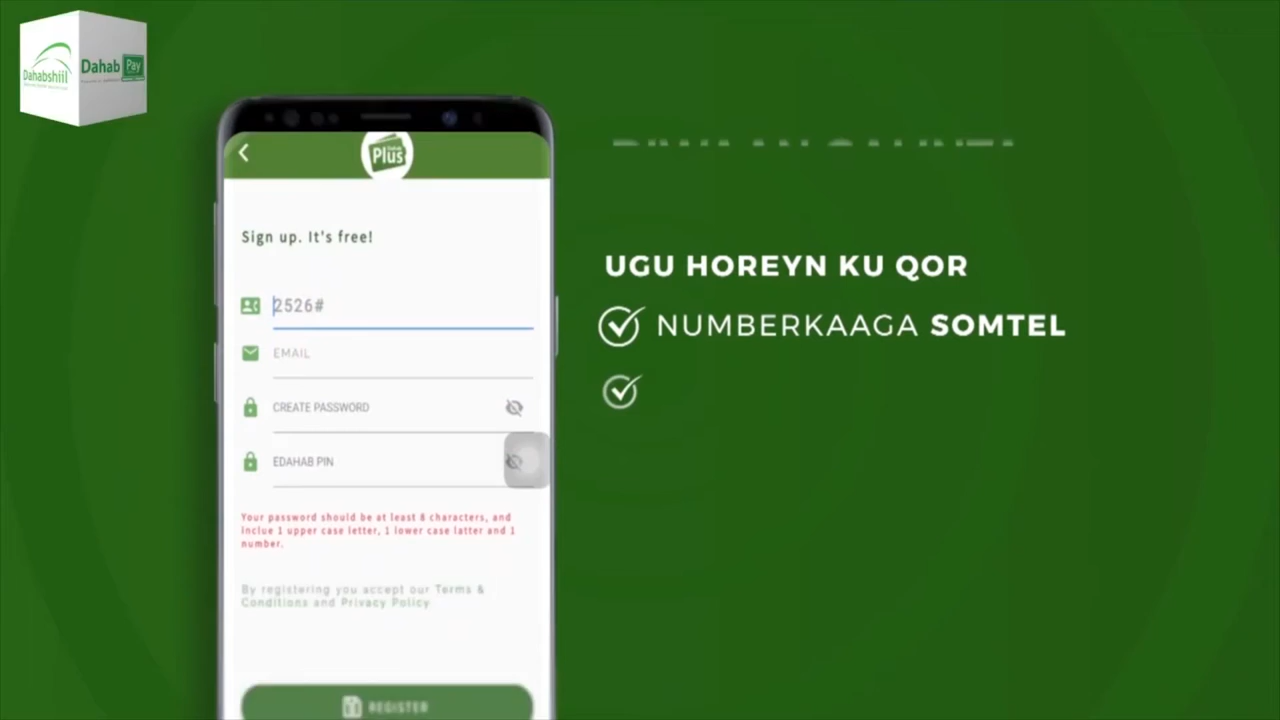 Dahabshiil
Dahab Pay
Plus
Sign up. It's free!
2526#
EMAIL
CREATE PASSWORD
EDAHAB PIN
Your password should be at least 8 characters, and
inclue 1 upper case letter, 1 lower case latter and 1
number.
By registering you accept our Terms &
Conditions and Privacy Policy
REGISTER
UGU HOREYN KU QOR
NUMBERKAAGA SOMTEL